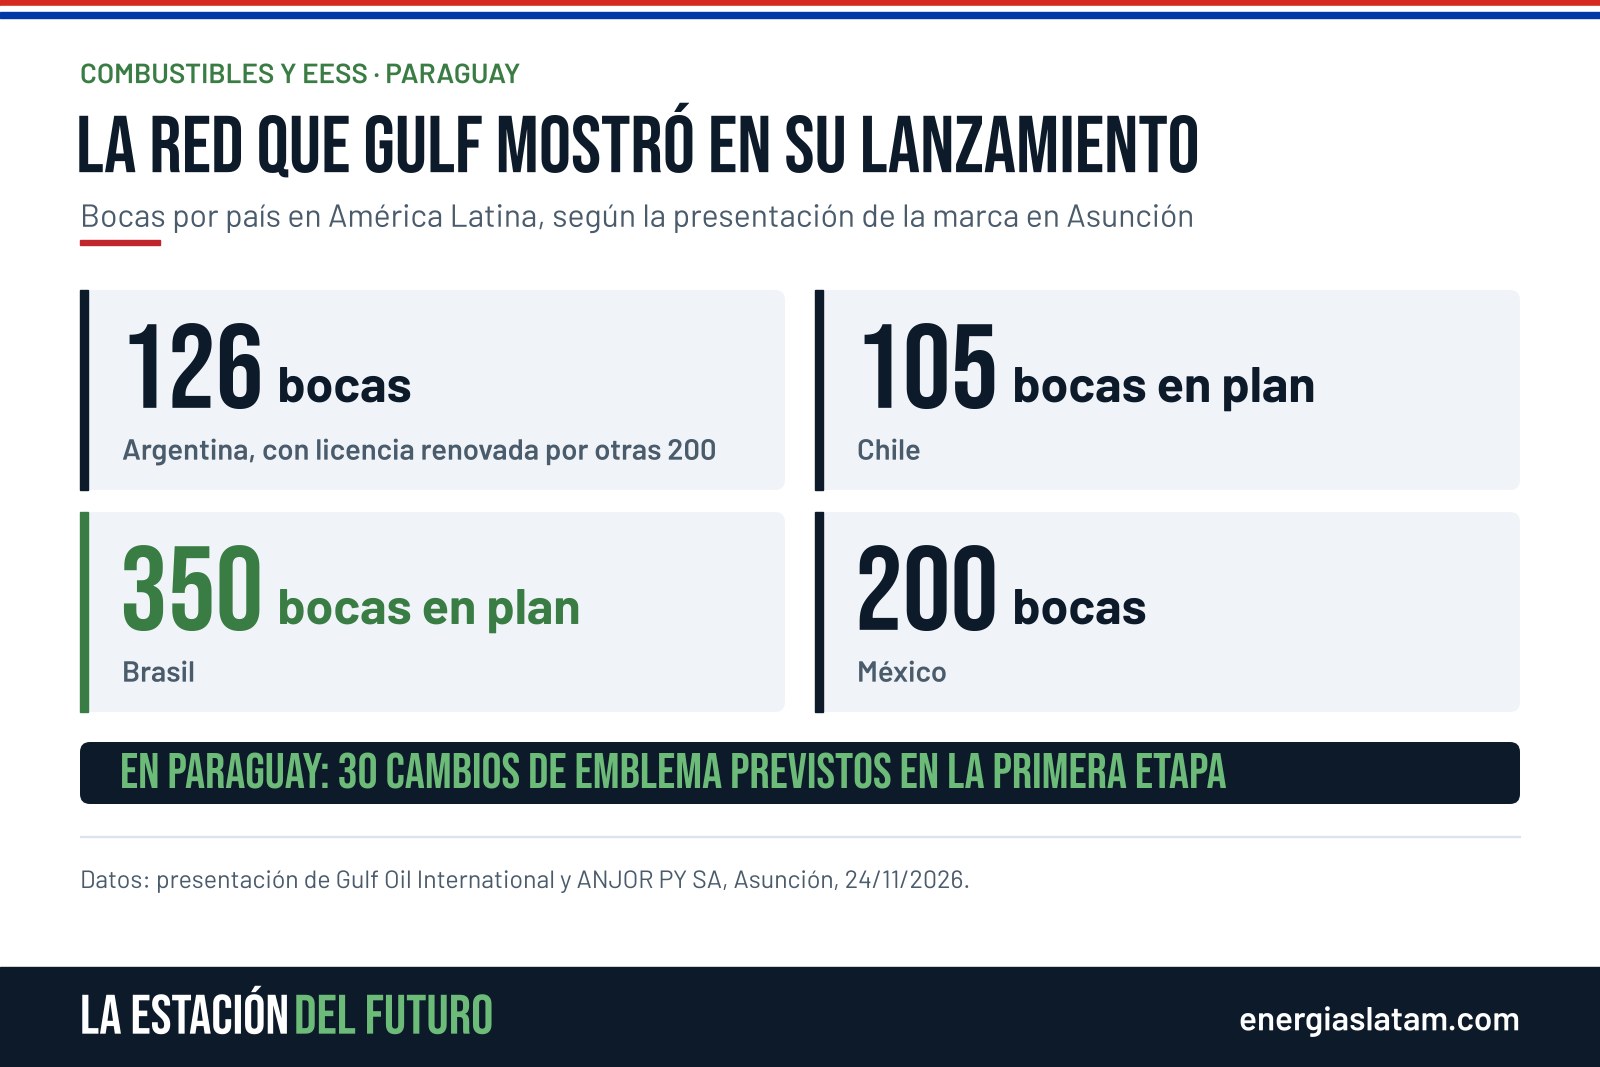 COMBUSTIBLES Y EESS · PARAGUAY
LA RED QUE GULF MOSTRÓ EN SU LANZAMIENTO
Bocas por país en América Latina, según la presentación de la marca en Asunción
126 bocas
Argentina, con licencia renovada por otras 200
105 bocas en plan
Chile
350 bocas en plan
Brasil
200 bocas
México
EN PARAGUAY: 30 CAMBIOS DE EMBLEMA PREVISTOS EN LA PRIMERA ETAPA
Datos: presentación de Gulf Oil International y ANJOR PY SA, Asunción, 24/11/2026.
LA ESTACIÓN DEL FUTURO
energiaslatam.com